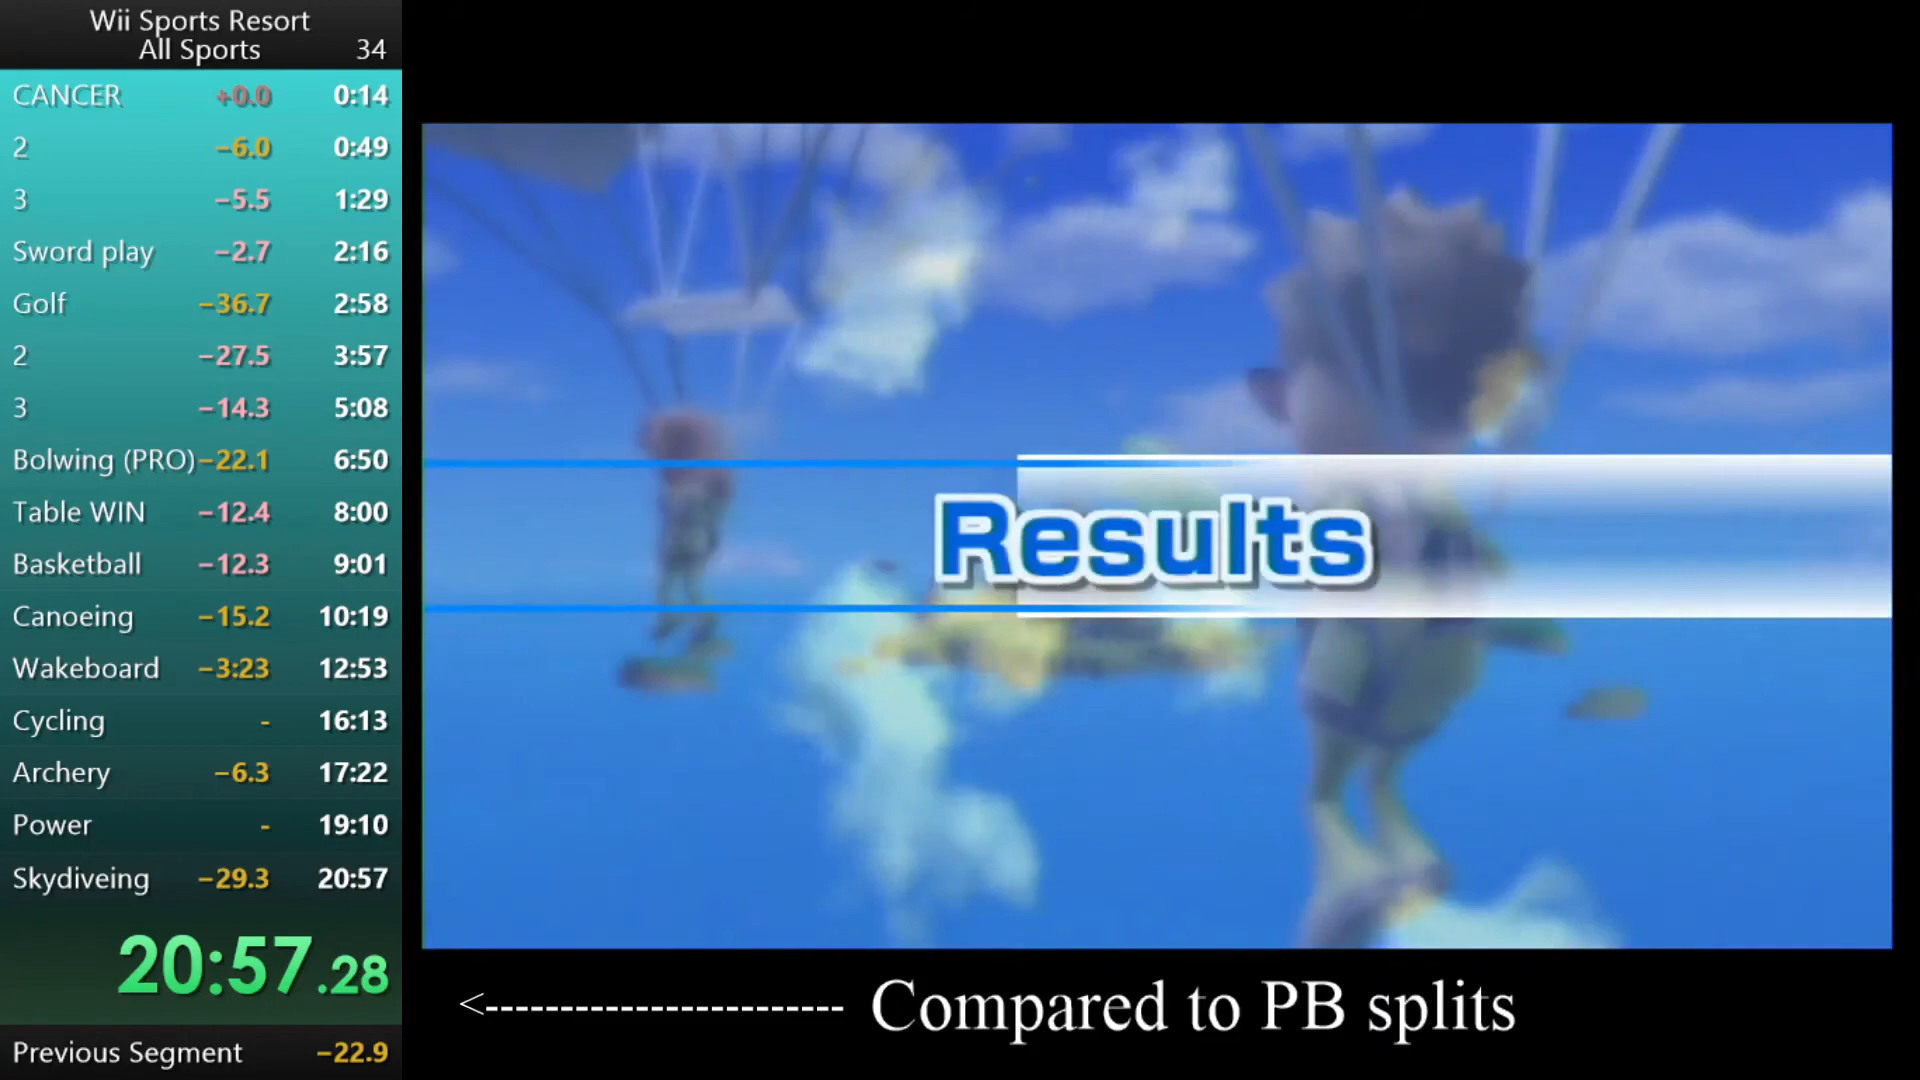 Wii Sports Resort
All Sports 34
CANCER +0.0 0:14
2 −6.0 0:49
3 −5.5 1:29
Sword play −2.7 2:16
Golf −36.7 2:58
2 −27.5 3:57
3 −14.3 5:08
Bolwing (PRO) −22.1 6:50
Table WIN −12.4 8:00
Basketball −12.3 9:01
Canoeing −15.2 10:19
Wakeboard −3:23 12:53
Cycling - 16:13
Archery −6.3 17:22
Power - 19:10
Skydiveing −29.3 20:57
20:57.28
Previous Segment −22.9
Results
<----------------------- Compared to PB splits